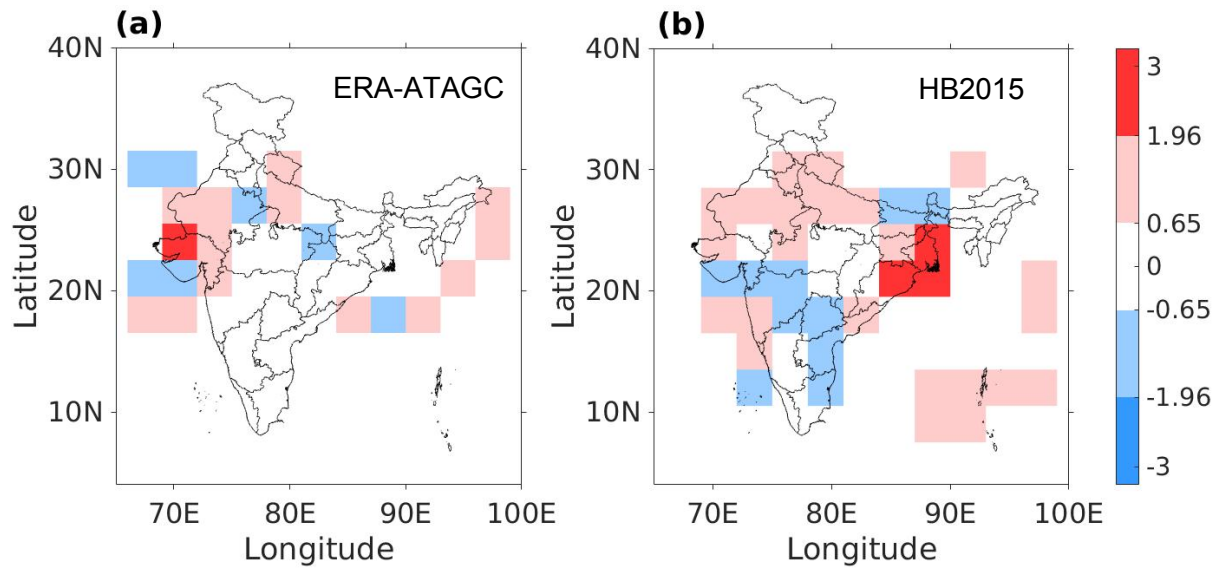 (a)
ERA-ATAGC
40N
30N
20N
10N
Latitude
70E 80E 90E 100E
Longitude
(b)
HB2015
40N
30N
20N
10N
Latitude
70E 80E 90E 100E
Longitude
3
1.96
0.65
0
-0.65
-1.96
-3